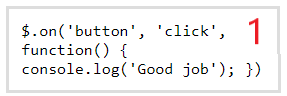 $.on('button', 'click',
function() {
console.log('Good job'); })
1